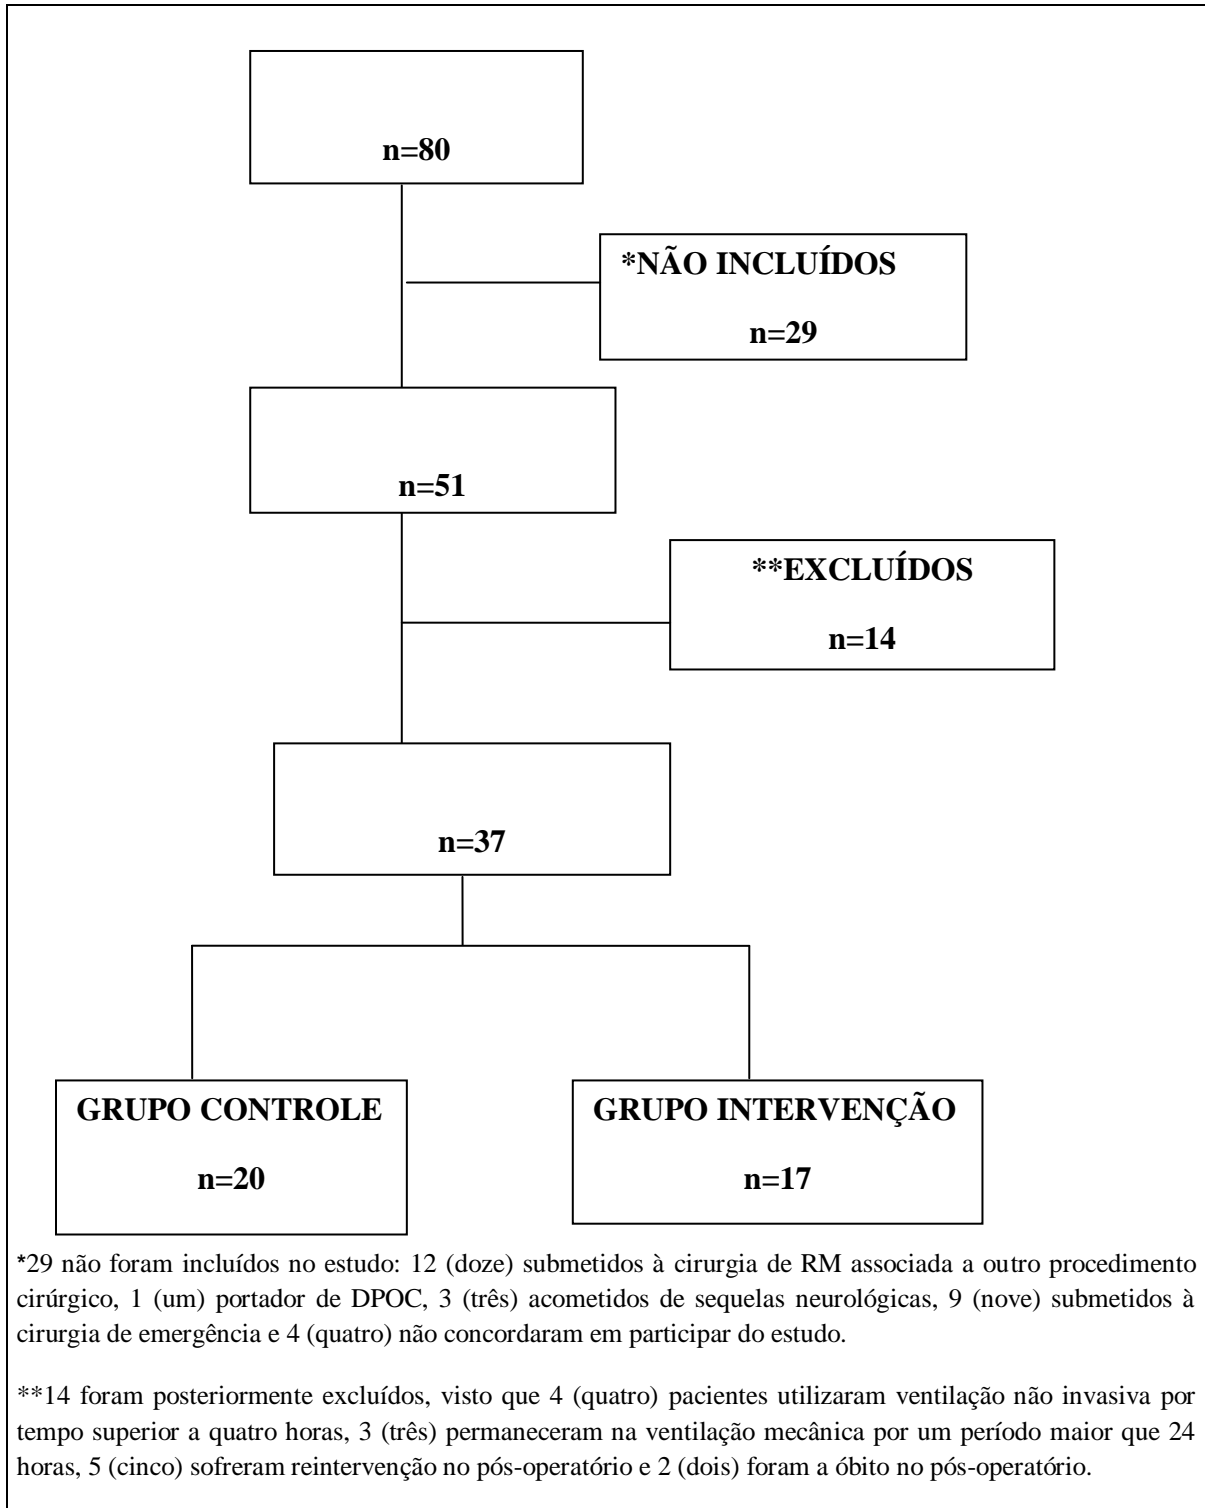 n=80
*NÃO INCLUÍDOS
n=29
n=51
**EXCLUÍDOS
n=14
n=37
GRUPO CONTROLE
n=20
GRUPO INTERVENÇÃO
n=17
*29 não foram incluídos no estudo: 12 (doze) submetidos à cirurgia de RM associada a outro procedimento
cirúrgico, 1 (um) portador de DPOC, 3 (três) acometidos de sequelas neurológicas, 9 (nove) submetidos à
cirurgia de emergência e 4 (quatro) não concordaram em participar do estudo.
**14 foram posteriormente excluídos, visto que 4 (quatro) pacientes utilizaram ventilação não invasiva por
tempo superior a quatro horas, 3 (três) permaneceram na ventilação mecânica por um período maior que 24
horas, 5 (cinco) sofreram reintervenção no pós-operatório e 2 (dois) foram a óbito no pós-operatório.